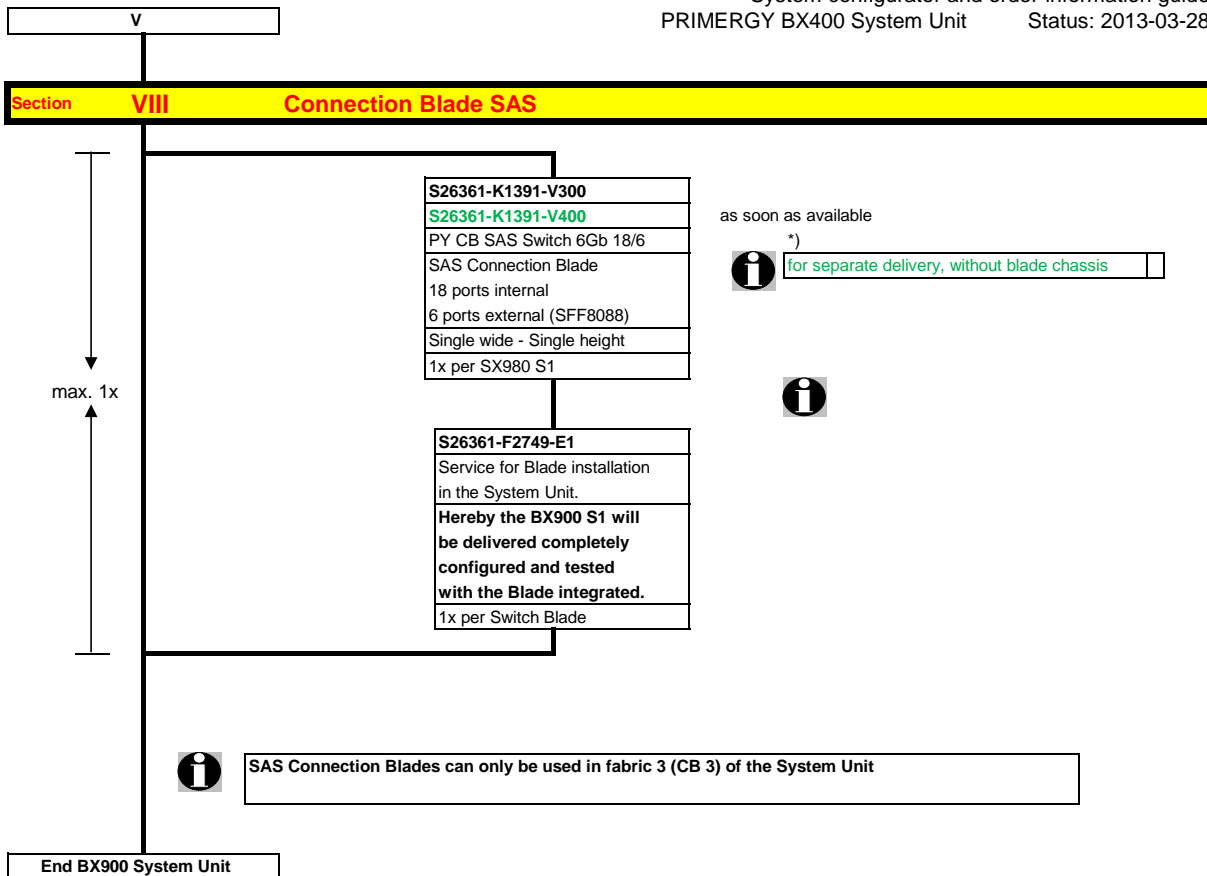 System configurator and order information guide
PRIMERGY BX400 System Unit Status: 2013-03-28
V
Section VIII Connection Blade SAS
S26361-K1391-V300
S26361-K1391-V400 as soon as available
PY CB SAS Switch 6Gb 18/6 *)
SAS Connection Blade for separate delivery, without blade chassis
18 ports internal
6 ports external (SFF8088)
Single wide - Single height
1x per SX980 S1
max. 1x
S26361-F2749-E1
Service for Blade installation
in the System Unit.
Hereby the BX900 S1 will
be delivered completely
configured and tested
with the Blade integrated.
1x per Switch Blade
SAS Connection Blades can only be used in fabric 3 (CB 3) of the System Unit
End BX900 System Unit